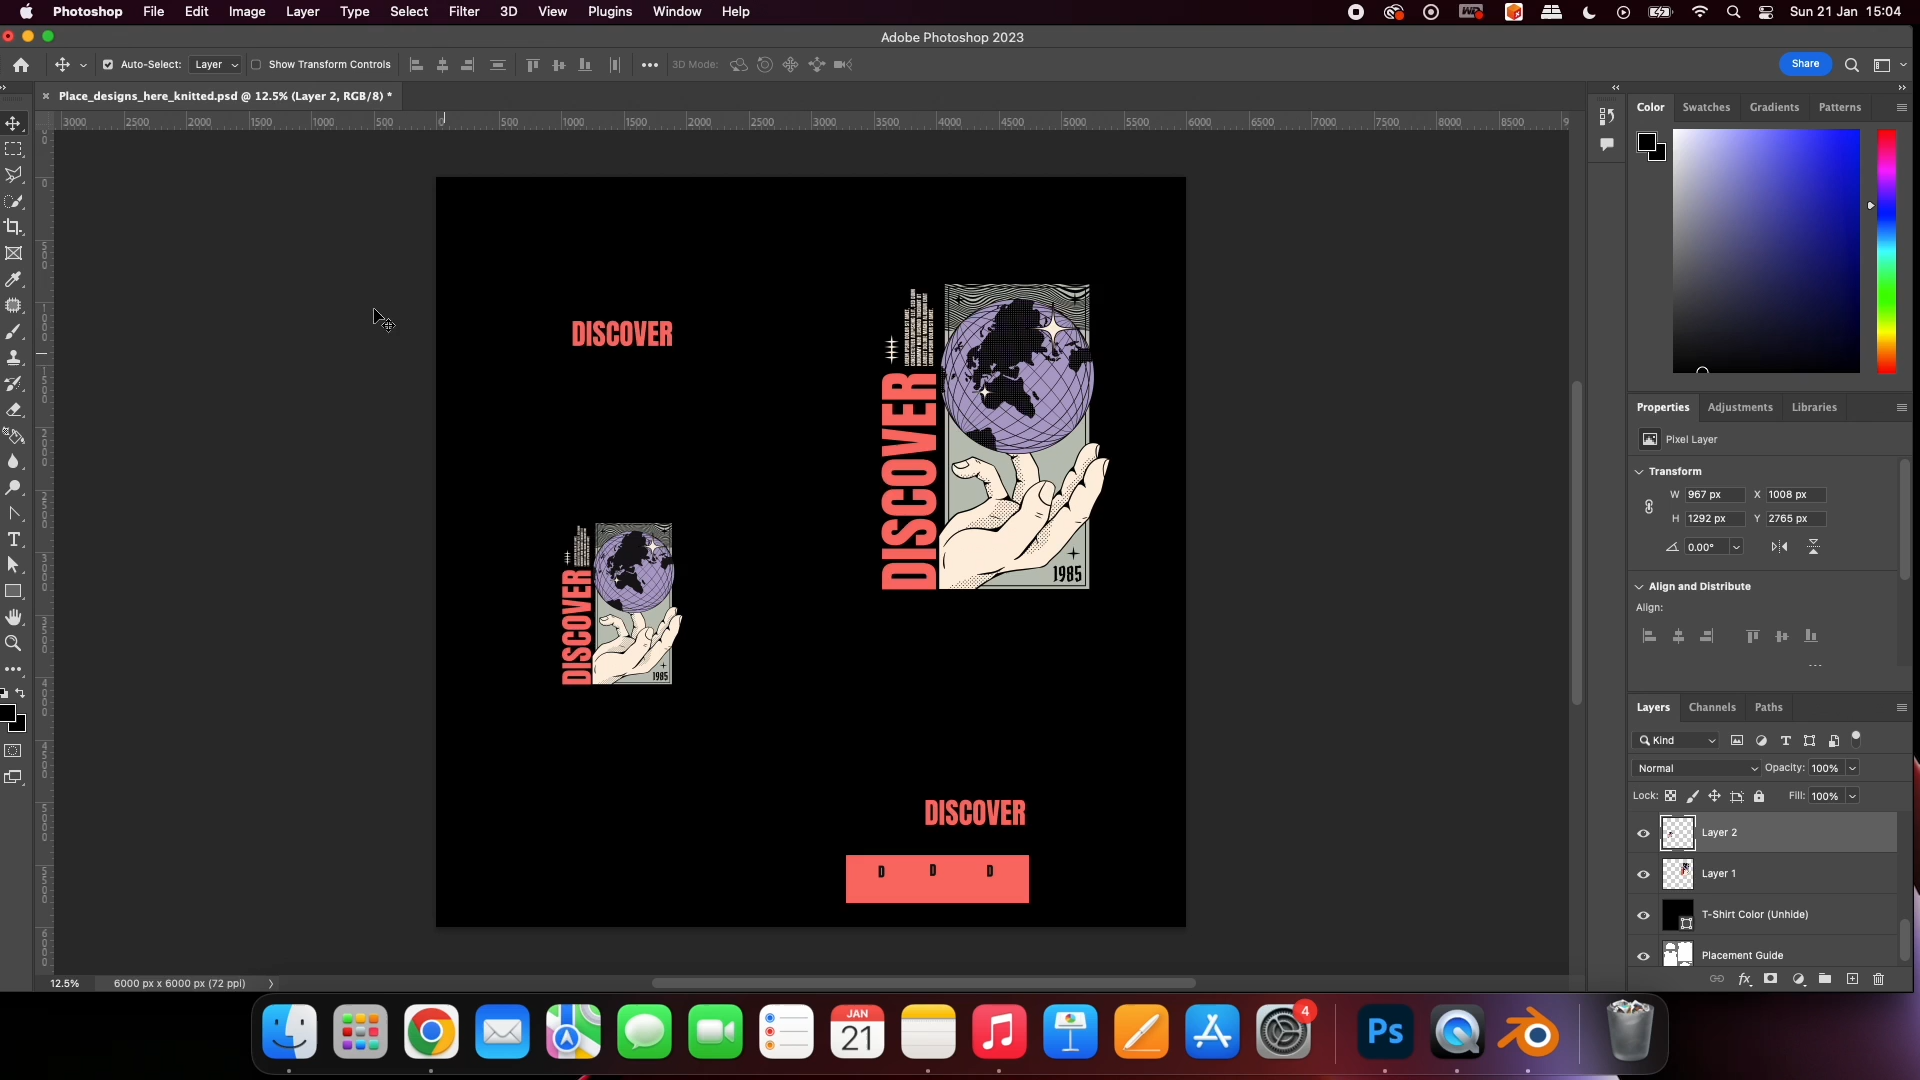 Photoshop File Edit Image Layer Type Select Filter 3D View Plugins Window Help
Sun 21 Jan 15:04
Adobe Photoshop 2023
Auto-Select: Layer Show Transform Controls 3D Mode: Share
Place_designs_here_knitted.psd @ 12.5% (Layer 2, RGB/8) *
3000 2500 2000 1500 1000 500 0 500 1000 1500 2000 2500 3000 3500 4000 4500 5000 5500 6000 6500 7000 7500 8000 8500 9
DISCOVER
DISCOVER
1985
DISCOVER
1985
DISCOVER
D D D
Color Swatches Gradients Patterns
Properties Adjustments Libraries
Pixel Layer
Transform
W 967 px X 1008 px
H 1292 px Y 2765 px
0.00°
Align and Distribute
Align:
Layers Channels Paths
Kind
Normal Opacity: 100%
Lock: Fill: 100%
Layer 2
Layer 1
T-Shirt Color (Unhide)
Placement Guide
12.5% 6000 px x 6000 px (72 ppi)
JAN
21
4
Ps